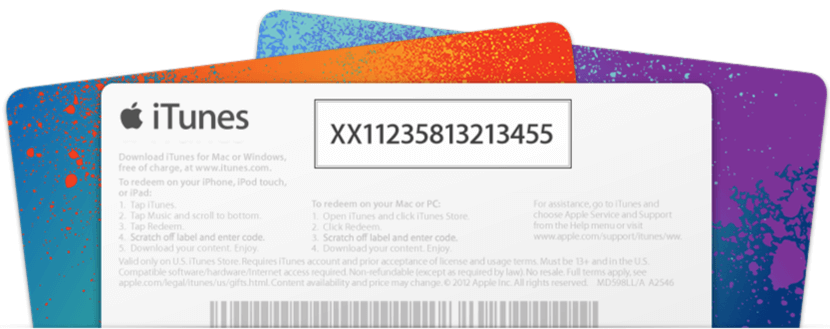 iTunes
XX11235813213455
Download iTunes for Mac or Windows,
free of charge, at www.itunes.com.
To redeem on your iPhone, iPod touch,
or iPad:
1. Tap iTunes.
2. Tap Music and scroll to bottom.
3. Tap Redeem.
4. Scratch off label and enter code.
5. Download your content. Enjoy.
To redeem on your Mac or PC:
1. Open iTunes and click iTunes Store.
2. Click Redeem.
3. Scratch off label and enter code.
4. Download your content. Enjoy.
For assistance, go to iTunes and
choose Apple Service and Support
from the Help menu or visit
www.apple.com/support/itunes/ww.
Valid only on U.S. iTunes Store. Requires iTunes account and prior acceptance of license and usage terms. Must be 13+ and in the U.S.
Compatible software/hardware/Internet access required. Non-refundable (except as required by law). No resale. Full terms apply, see
apple.com/legal/itunes/us/gifts.html. Content availability and price may change. © 2012 Apple Inc. All rights reserved. MD598LL/A A2546